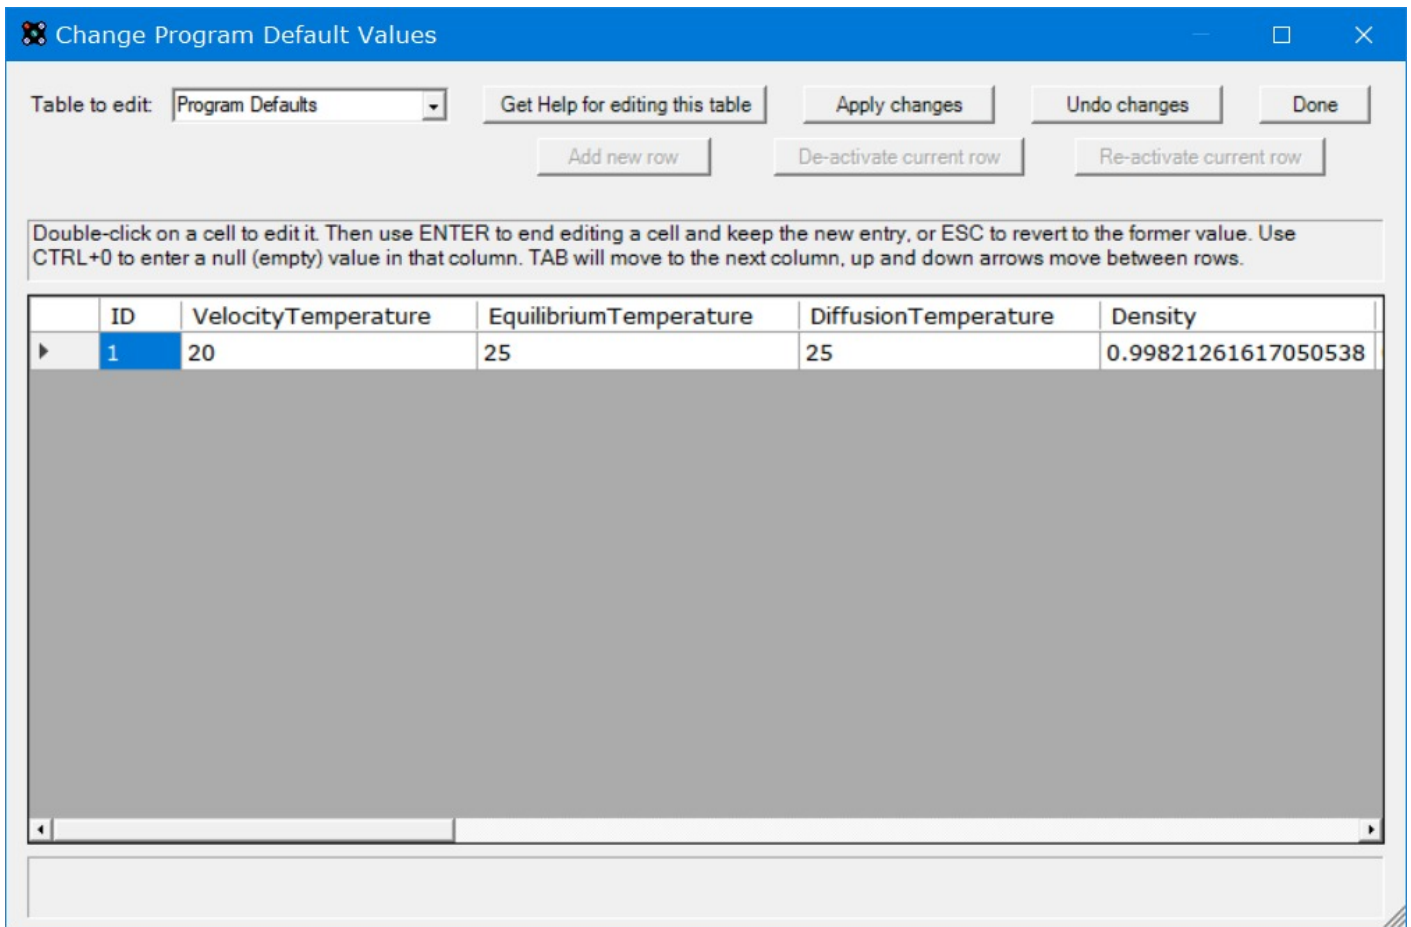 Change Program Default Values
Table to edit: Program Defaults Get Help for editing this table Apply changes Undo changes Done
Add new row De-activate current row Re-activate current row
Double-click on a cell to edit it. Then use ENTER to end editing a cell and keep the new entry, or ESC to revert to the former value. Use
CTRL+0 to enter a null (empty) value in that column. TAB will move to the next column, up and down arrows move between rows.
ID VelocityTemperature EquilibriumTemperature DiffusionTemperature Density
1 20 25 25 0.99821261617050538